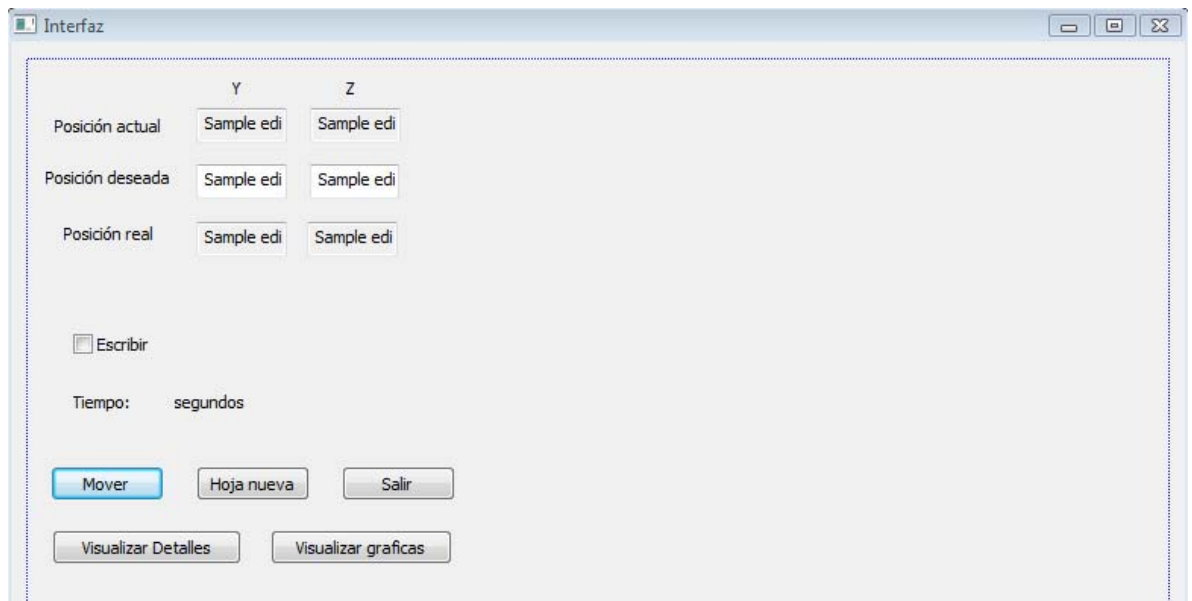 Interfaz
Y Z
Posición actual Sample edi Sample edi
Posición deseada Sample edi Sample edi
Posición real Sample edi Sample edi
Escribir
Tiempo: segundos
Mover Hoja nueva Salir
Visualizar Detalles Visualizar graficas